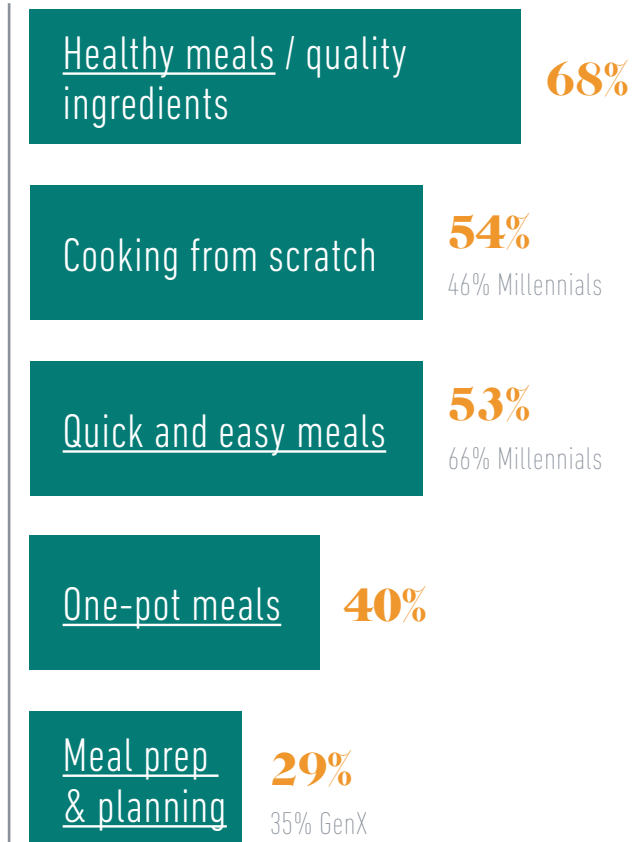 Healthy meals / quality
ingredients
68%
Cooking from scratch
54%
46% Millennials
Quick and easy meals
53%
66% Millennials
One-pot meals
40%
Meal prep
& planning
29%
35% GenX